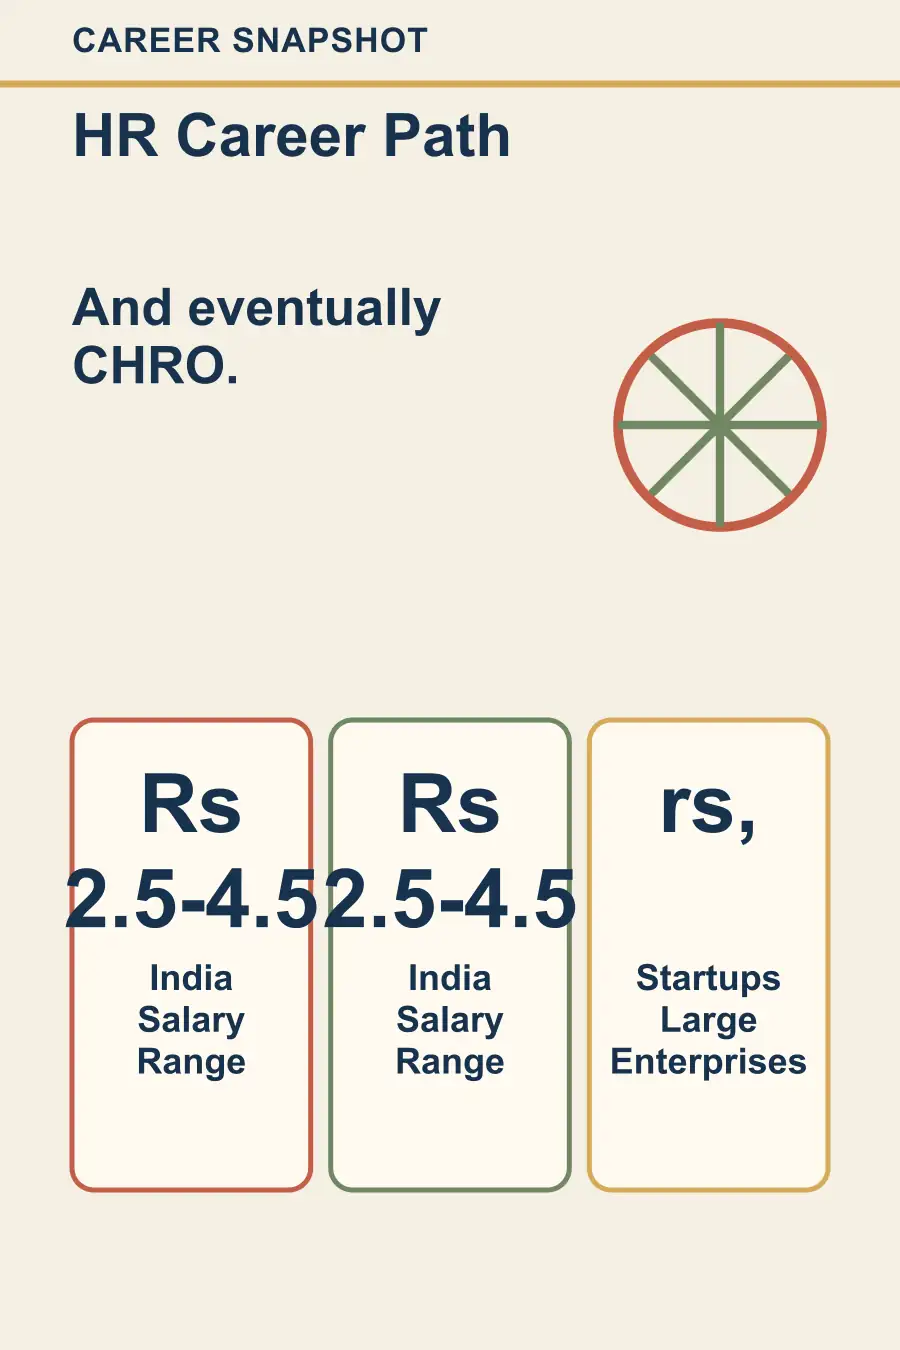 CAREER SNAPSHOT
HR Career Path
And eventually
CHRO.
Rs
2.5-4.5
India
Salary
Range
Rs
2.5-4.5
India
Salary
Range
rs,
Startups
Large
Enterprises